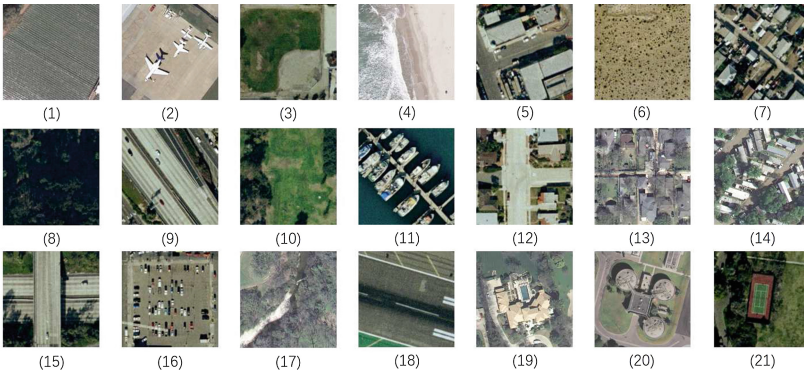 (1) (2) (3) (4) (5) (6) (7)
(8) (9) (10) (11) (12) (13) (14)
(15) (16) (17) (18) (19) (20) (21)